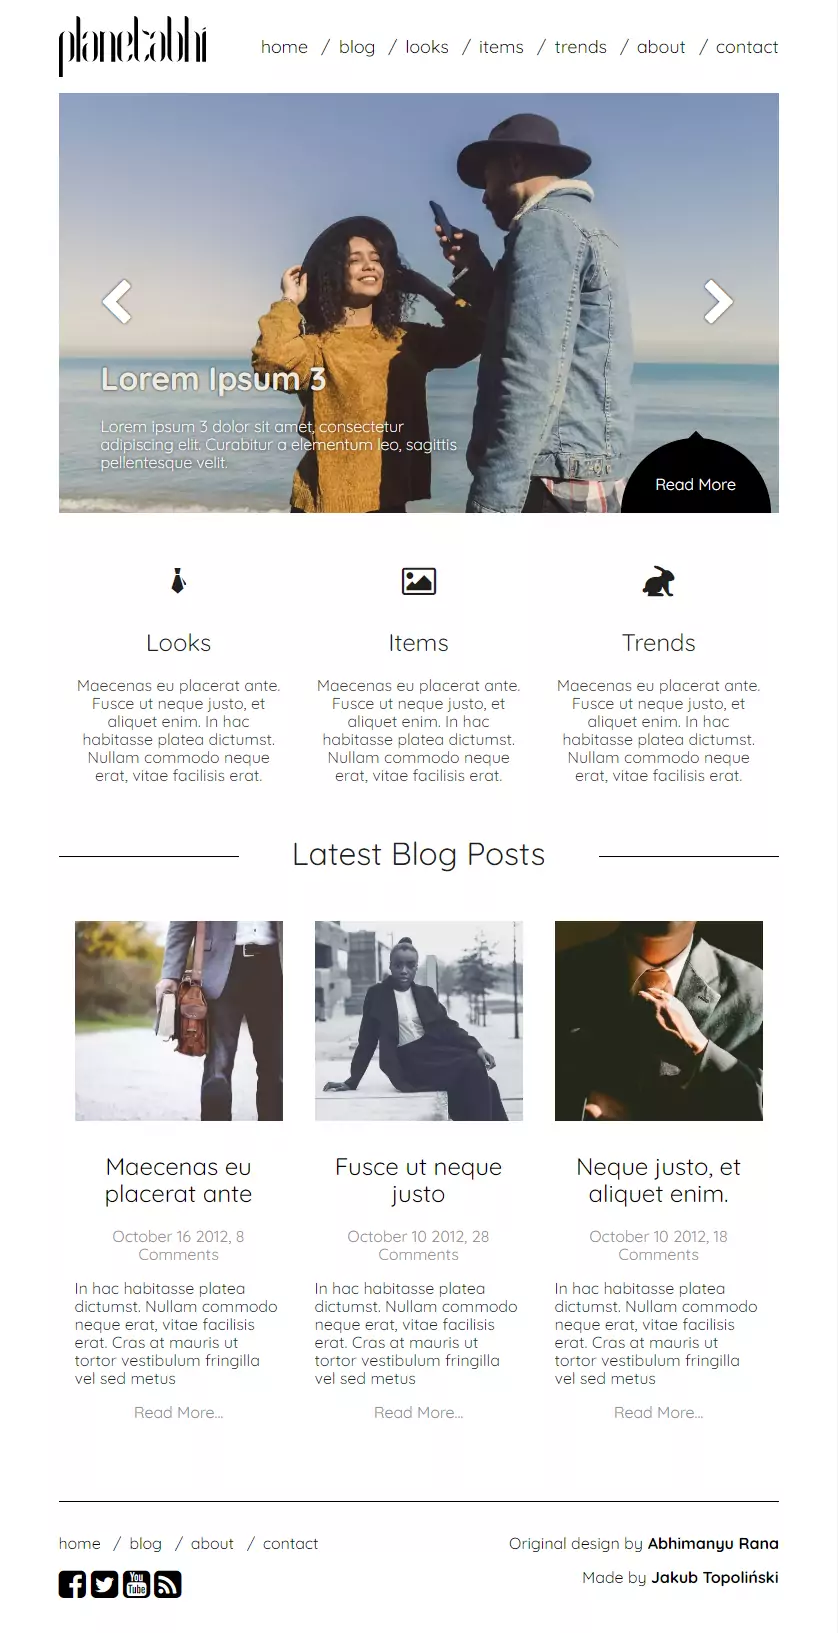 planetabhi
home / blog / looks / items / trends / about / contact
Lorem Ipsum 3
Lorem Ipsum 3 dolor sit amet, consectetur
adipiscing elit. Curabitur a elementum leo, sagittis
pellentesque velit.
Read More
Looks
Maecenas eu placerat ante.
Fusce ut neque justo, et
aliquet enim. In hac
habitasse platea dictumst.
Nullam commodo neque
erat, vitae facilisis erat.
Items
Maecenas eu placerat ante.
Fusce ut neque justo, et
aliquet enim. In hac
habitasse platea dictumst.
Nullam commodo neque
erat, vitae facilisis erat.
Trends
Maecenas eu placerat ante.
Fusce ut neque justo, et
aliquet enim. In hac
habitasse platea dictumst.
Nullam commodo neque
erat, vitae facilisis erat.
Latest Blog Posts
Maecenas eu
placerat ante
October 16 2012, 8
Comments
In hac habitasse platea
dictumst. Nullam commodo
neque erat, vitae facilisis
erat. Cras at mauris ut
tortor vestibulum fringilla
vel sed metus
Read More...
Fusce ut neque
justo
October 10 2012, 28
Comments
In hac habitasse platea
dictumst. Nullam commodo
neque erat, vitae facilisis
erat. Cras at mauris ut
tortor vestibulum fringilla
vel sed metus
Read More...
Neque justo, et
aliquet enim.
October 10 2012, 18
Comments
In hac habitasse platea
dictumst. Nullam commodo
neque erat, vitae facilisis
erat. Cras at mauris ut
tortor vestibulum fringilla
vel sed metus
Read More...
home / blog / about / contact
You
Tube
Original design by Abhimanyu Rana
Made by Jakub Topoliński